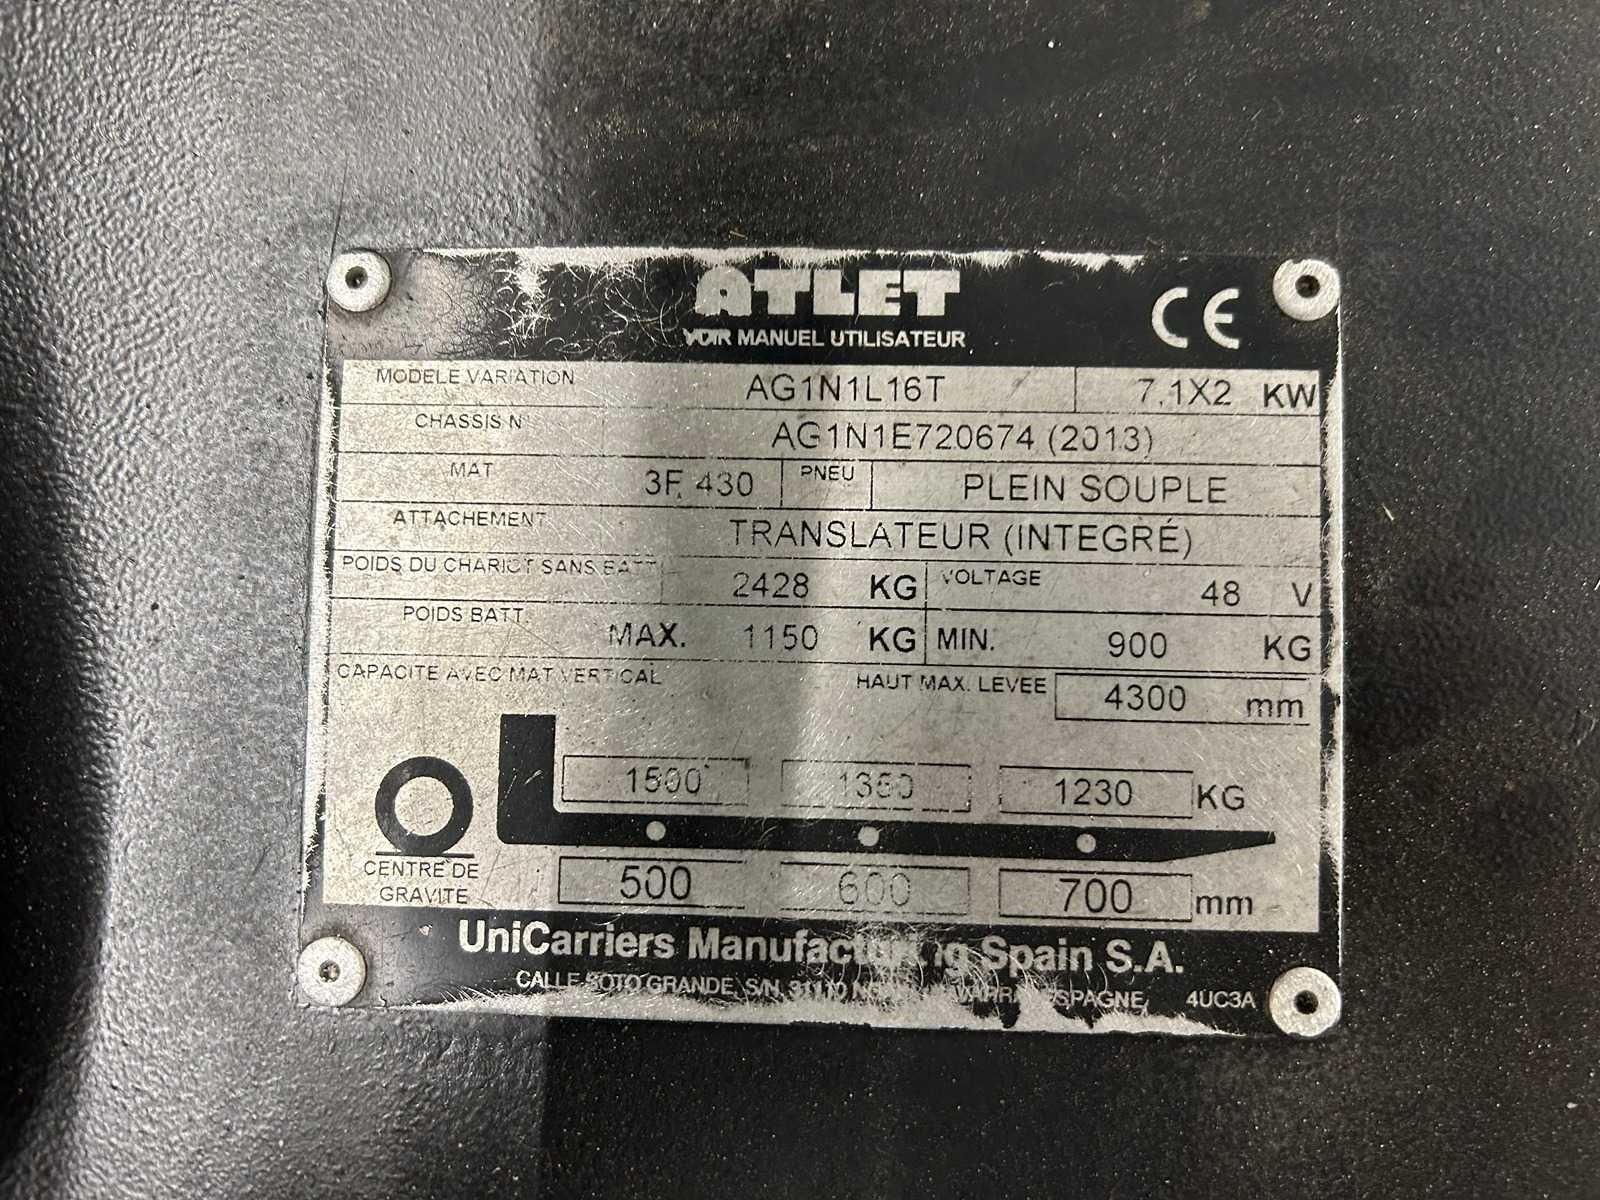 ATLET
VOIR MANUEL UTILISATEUR
CE
MODELE VARIATION AG1N1L16T 7.1X2 KW
CHASSIS N° AG1N1E720674 (2013)
MAT 3F, 430 PNEU PLEIN SOUPLE
ATTACHEMENT TRANSLATEUR (INTEGRÉ)
POIDS DU CHARIOT SANS BATT. 2428 KG VOLTAGE 48 V
POIDS BATT. MAX. 1150 KG MIN. 900 KG
CAPACITE AVEC MAT VERTICAL HAUT MAX. LEVEE 4300 mm
1500 1350 1230 KG
CENTRE DE
GRAVITE
500 600 700 mm
UniCarriers Manufacturing Spain S.A.
CALLE SOTO GRANDE, S/N, ESPAGNE, 4UC3A